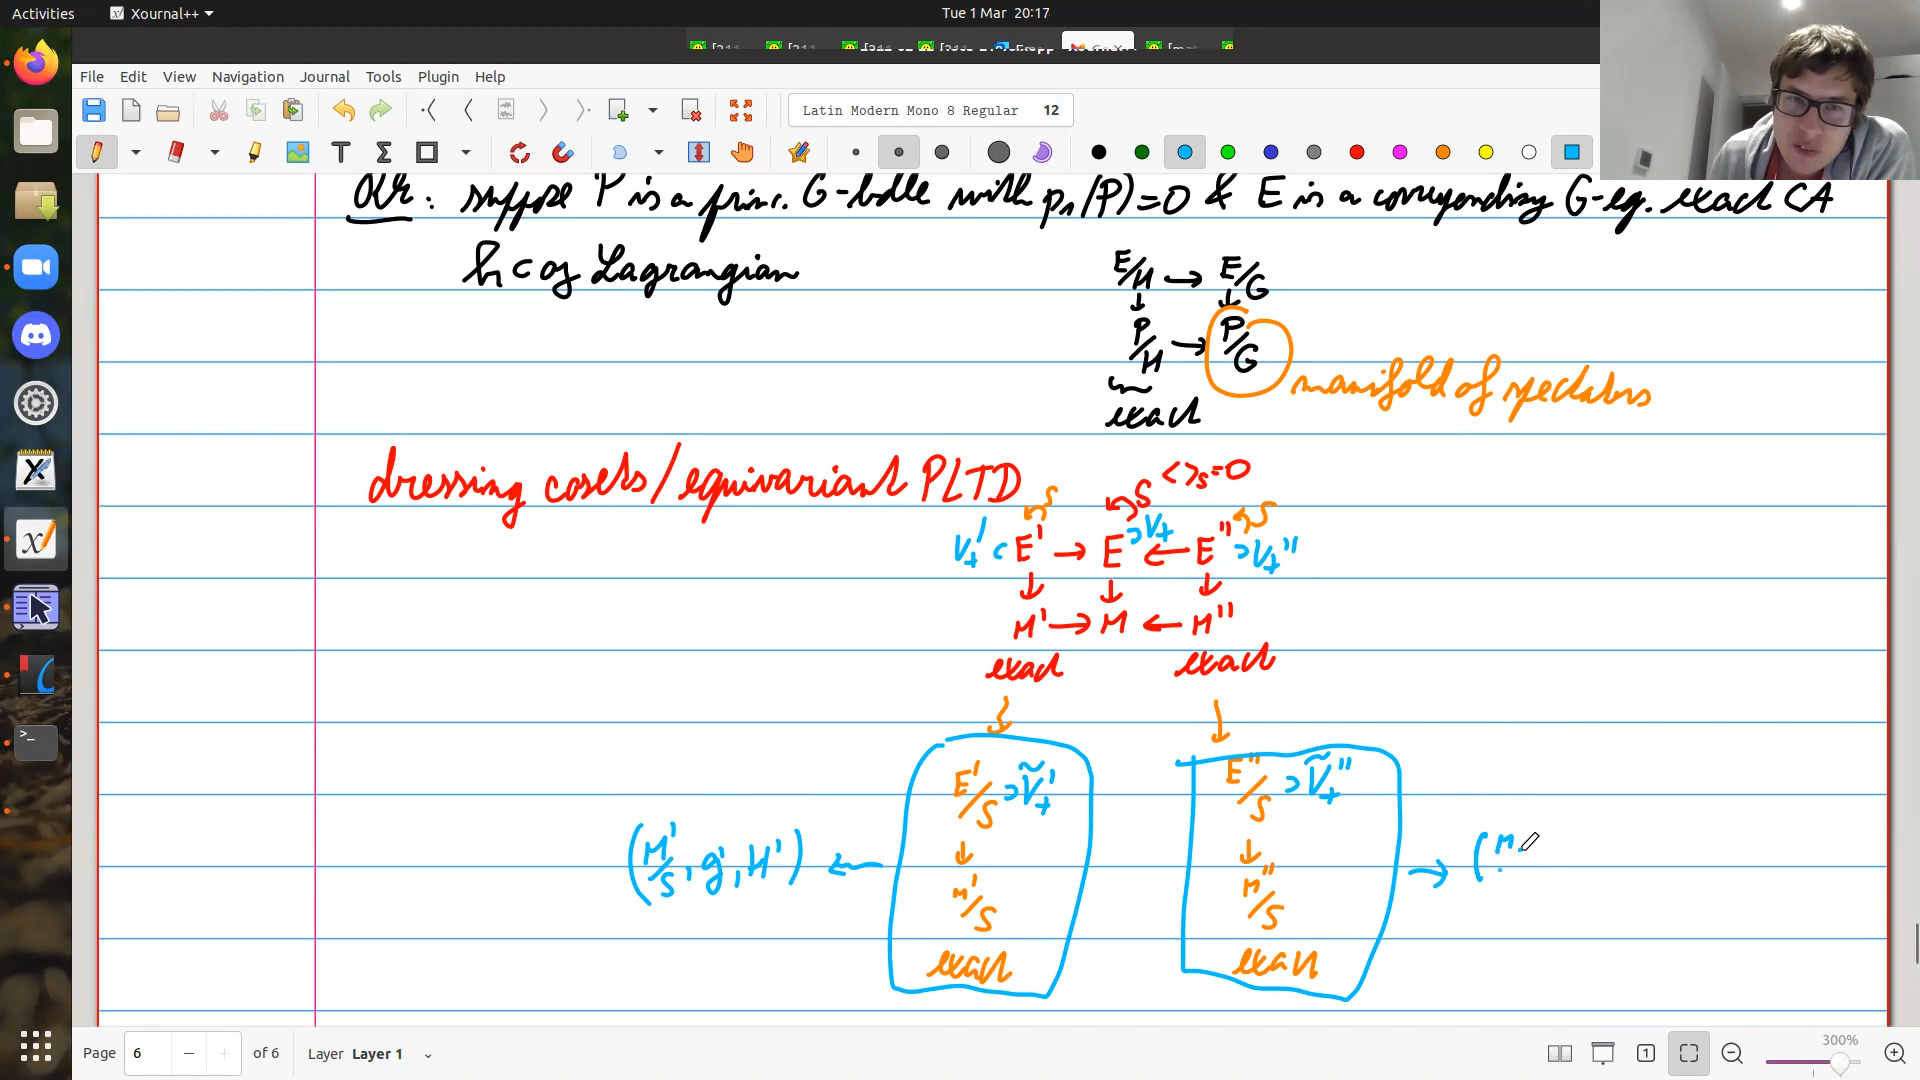 Activities Xournal++ Tue 1 Mar 20:17
File Edit View Navigation Journal Tools Plugin Help
Latin Modern Mono 8 Regular 12
: suppose P is a princ. G-bdle with p₁(P)=0 & E is a corresponding G-eq. exact CA
h ⊂ g Lagrangian
E/H → E/G
↓ ↓
P/H → P/G
manifold of spectators
exact
dressing cosets/equivariant PLTD
S S < >ₛ=0 S
V₊' ⊂ E' → E ⊃ V₊ ← E'' ⊃ V₊''
↓ ↓ ↓
M' → M ← M''
exact exact
↓ ↓
E'/S ⊃ Ṽ₊' E''/S ⊃ Ṽ₊''
(M'/S, g', H') ← ↓ ↓ → (M
M'/S M''/S
exact exact
Page 6 of 6 Layer Layer 1 300%